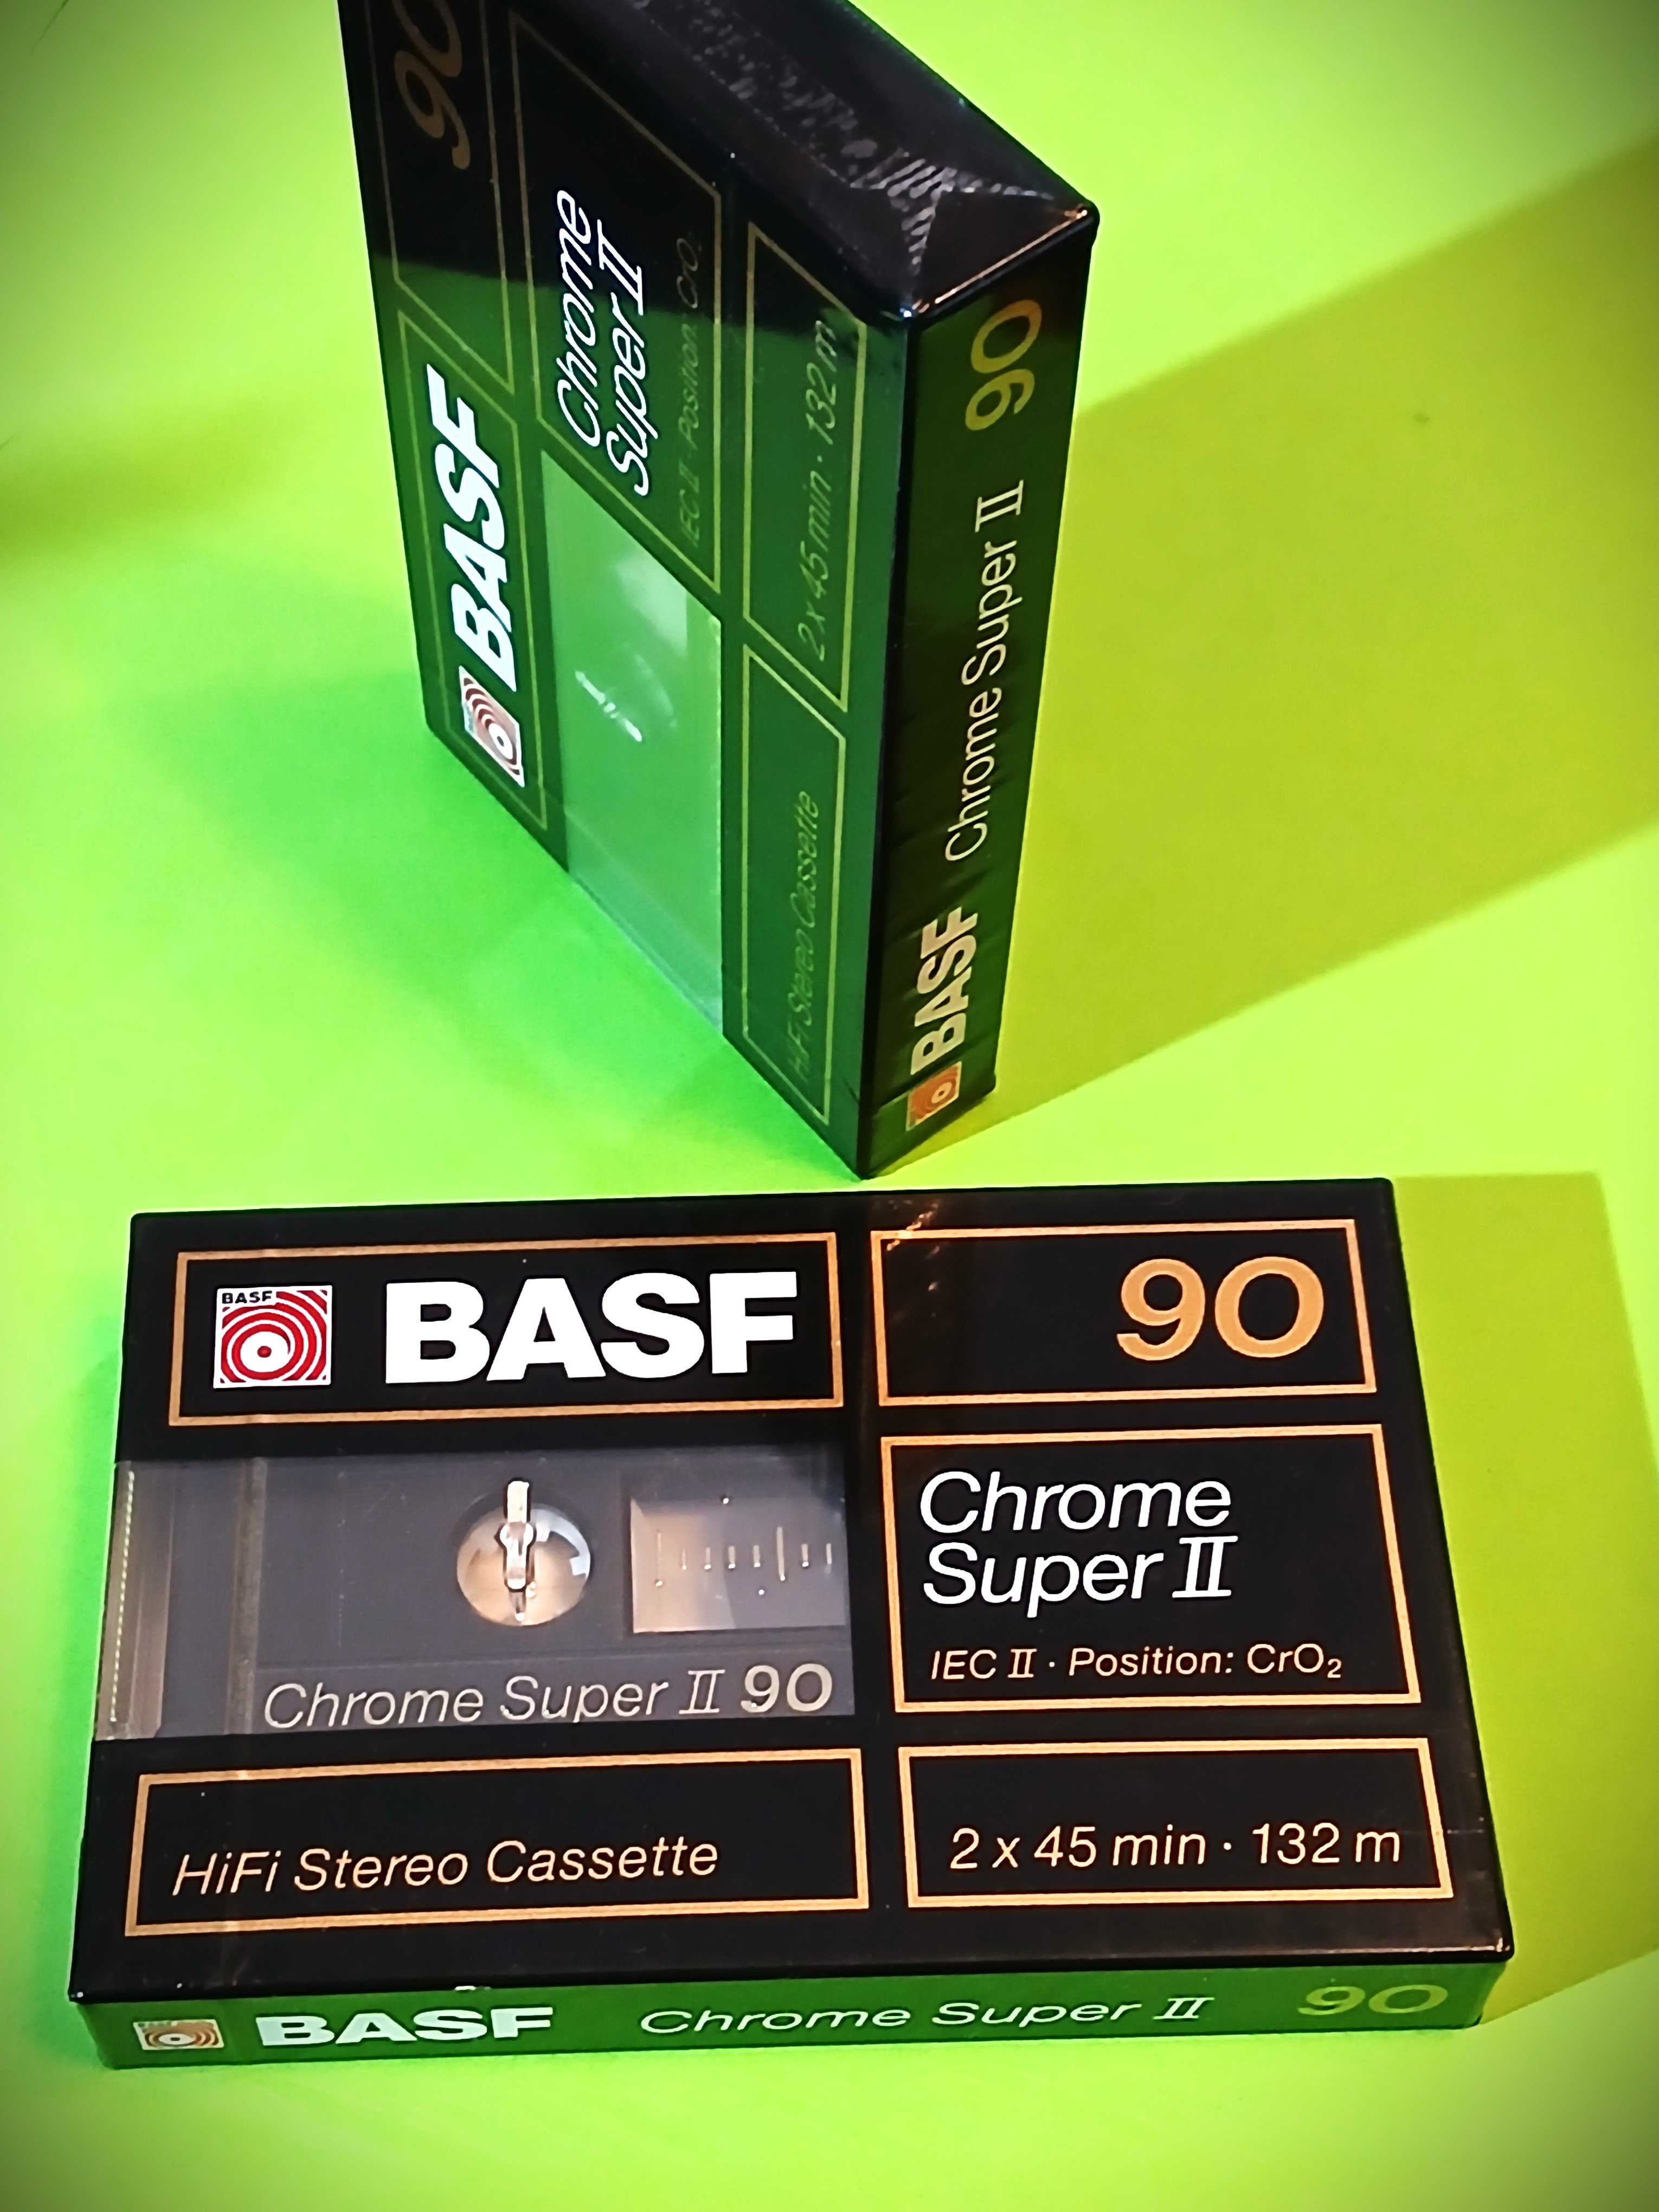 90
BASF
Chrome
Super II
IEC II · Position: CrO₂
2 x 45 min · 132 m
HiFi Stereo Cassette
BASF Chrome Super II 90
BASF
BASF
90
Chrome
Super II
IEC II · Position: CrO₂
Chrome Super II 90
HiFi Stereo Cassette
2 x 45 min · 132 m
BASF Chrome Super II 90